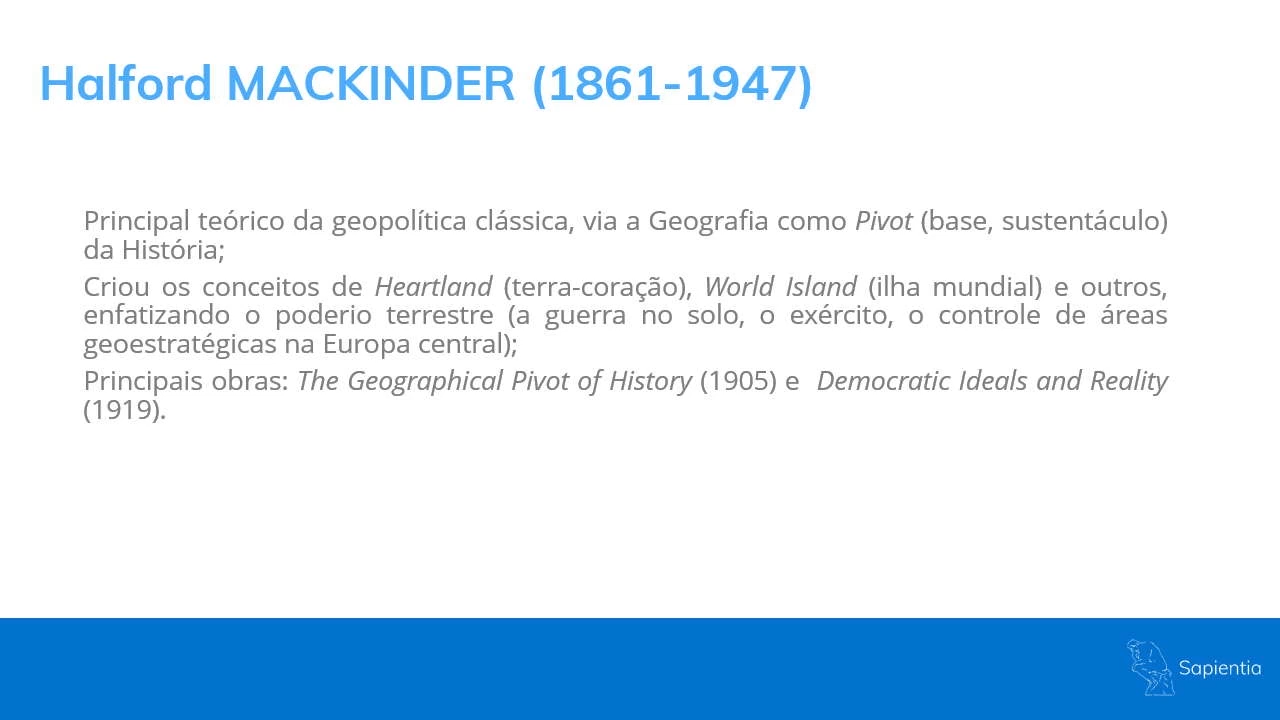 Halford MACKINDER (1861-1947)
Principal teórico da geopolítica clássica, via a Geografia como Pivot (base, sustentáculo)
da História;
Criou os conceitos de Heartland (terra-coração), World Island (ilha mundial) e outros,
enfatizando o poderio terrestre (a guerra no solo, o exército, o controle de áreas
geoestratégicas na Europa central);
Principais obras: The Geographical Pivot of History (1905) e Democratic Ideals and Reality
(1919).
Sapientia